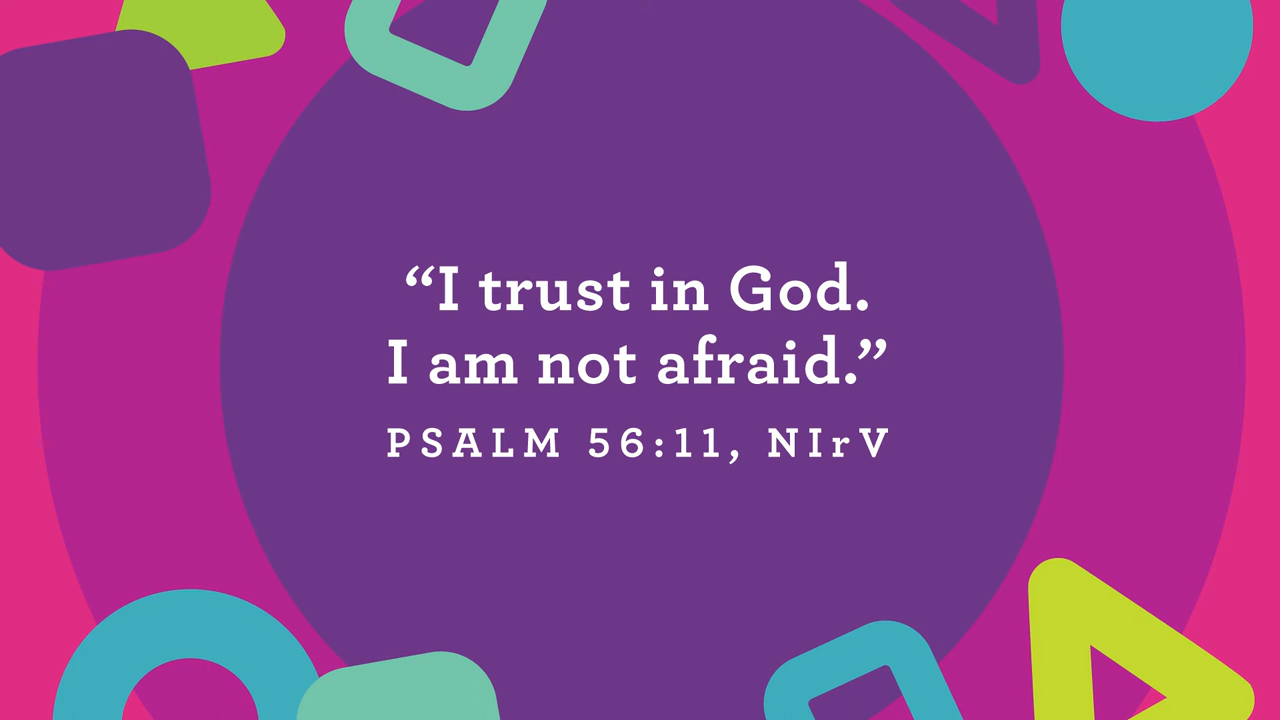 “I trust in God.
I am not afraid.”
PSALM 56:11, NIrV